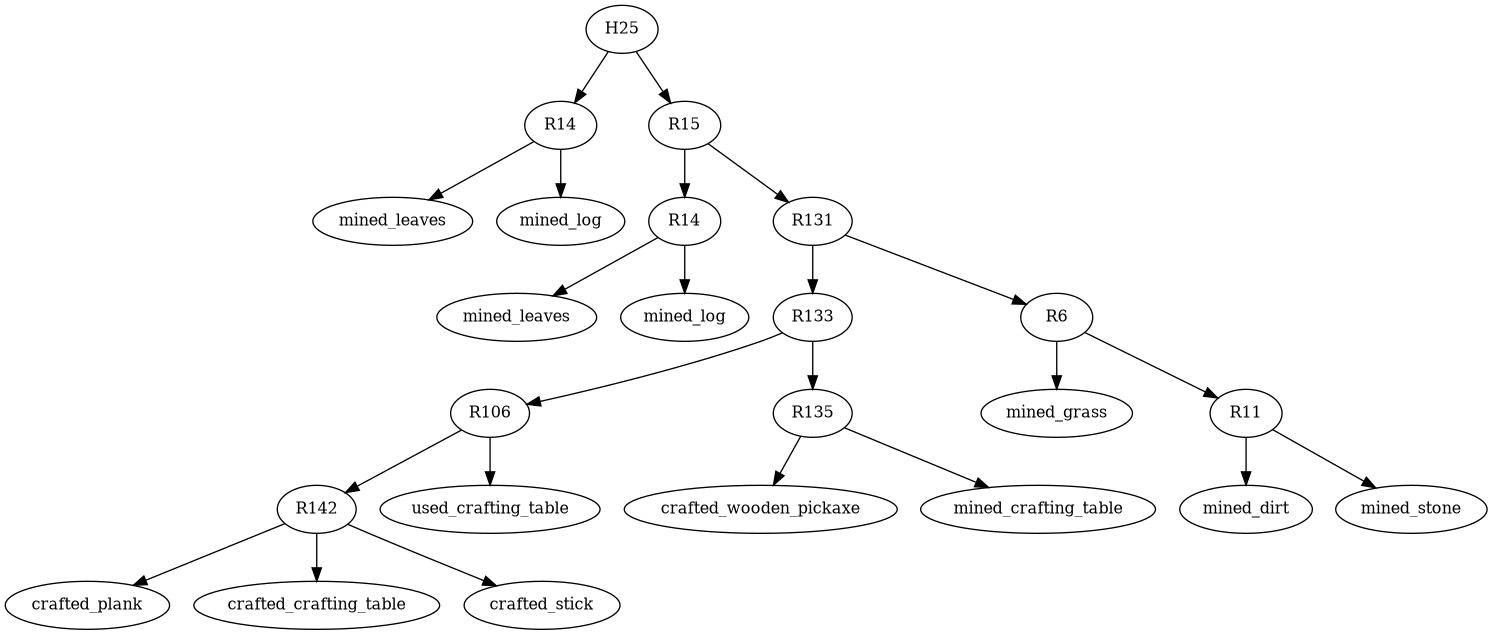 H25
R14
R15
mined_leaves
mined_log
R14
R131
mined_leaves
mined_log
R133
R6
R106
R135
mined_grass
R11
R142
used_crafting_table
crafted_wooden_pickaxe
mined_crafting_table
mined_dirt
mined_stone
crafted_plank
crafted_crafting_table
crafted_stick